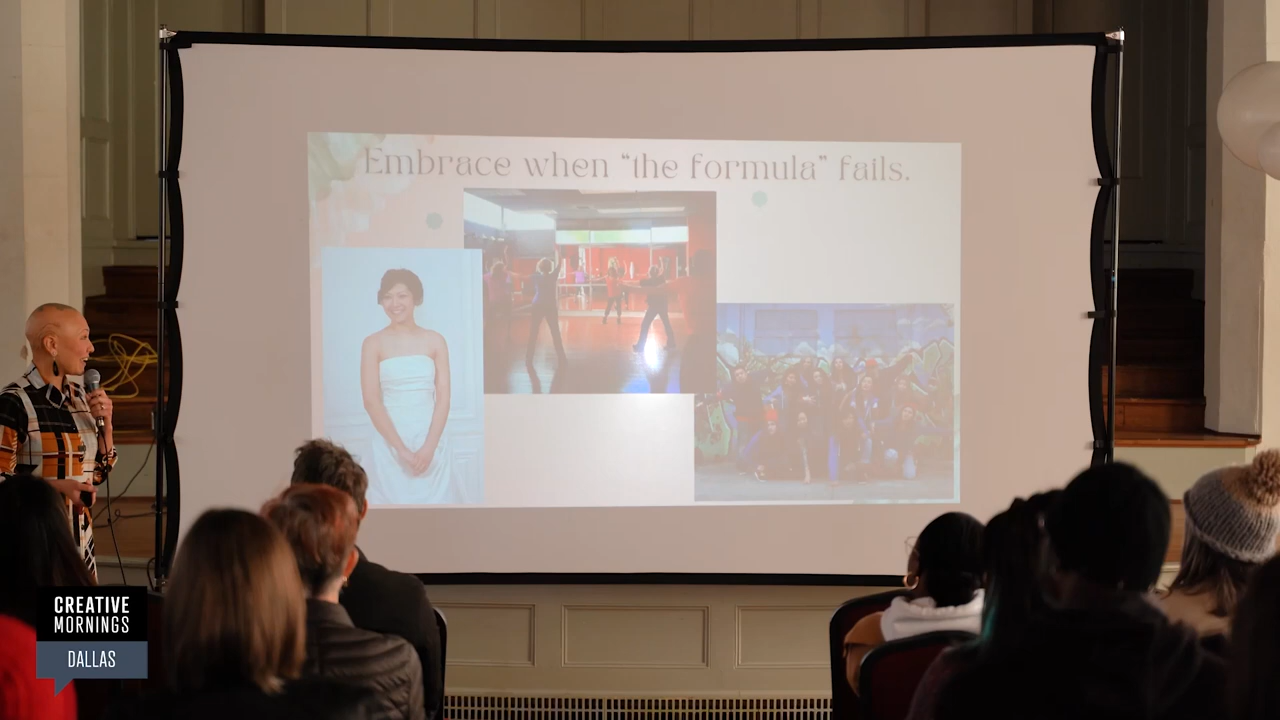 Embrace when “the formula” fails.
CREATIVE
MORNINGS
DALLAS